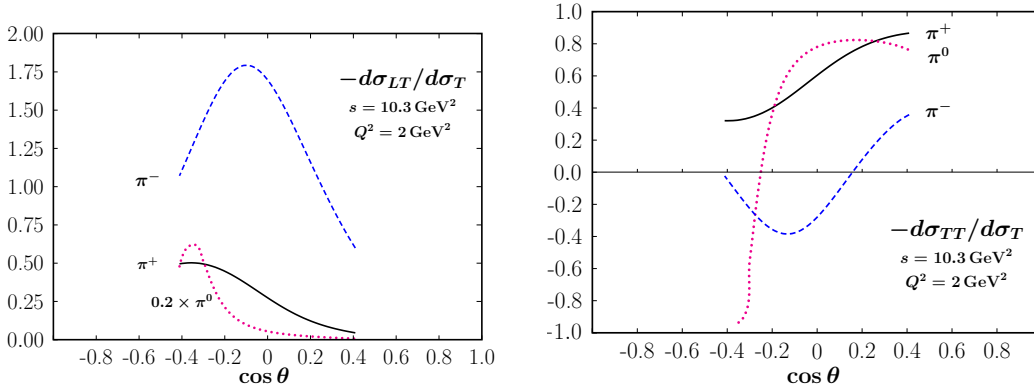 2.00
1.75
1.50
1.25
1.00
0.75
0.50
0.25
0.00
−dσ_{LT}/dσ_T
s = 10.3 GeV²
Q² = 2 GeV²
π⁻
π⁺
0.2 × π⁰
-0.8 -0.6 -0.4 -0.2 0 0.2 0.4 0.6 0.8 1.0
cos θ
1.0
0.8
0.6
0.4
0.2
0.0
-0.2
-0.4
-0.6
-0.8
-1.0
π⁺
π⁰
π⁻
−dσ_{TT}/dσ_T
s = 10.3 GeV²
Q² = 2 GeV²
-0.8 -0.6 -0.4 -0.2 0 0.2 0.4 0.6 0.8
cos θ